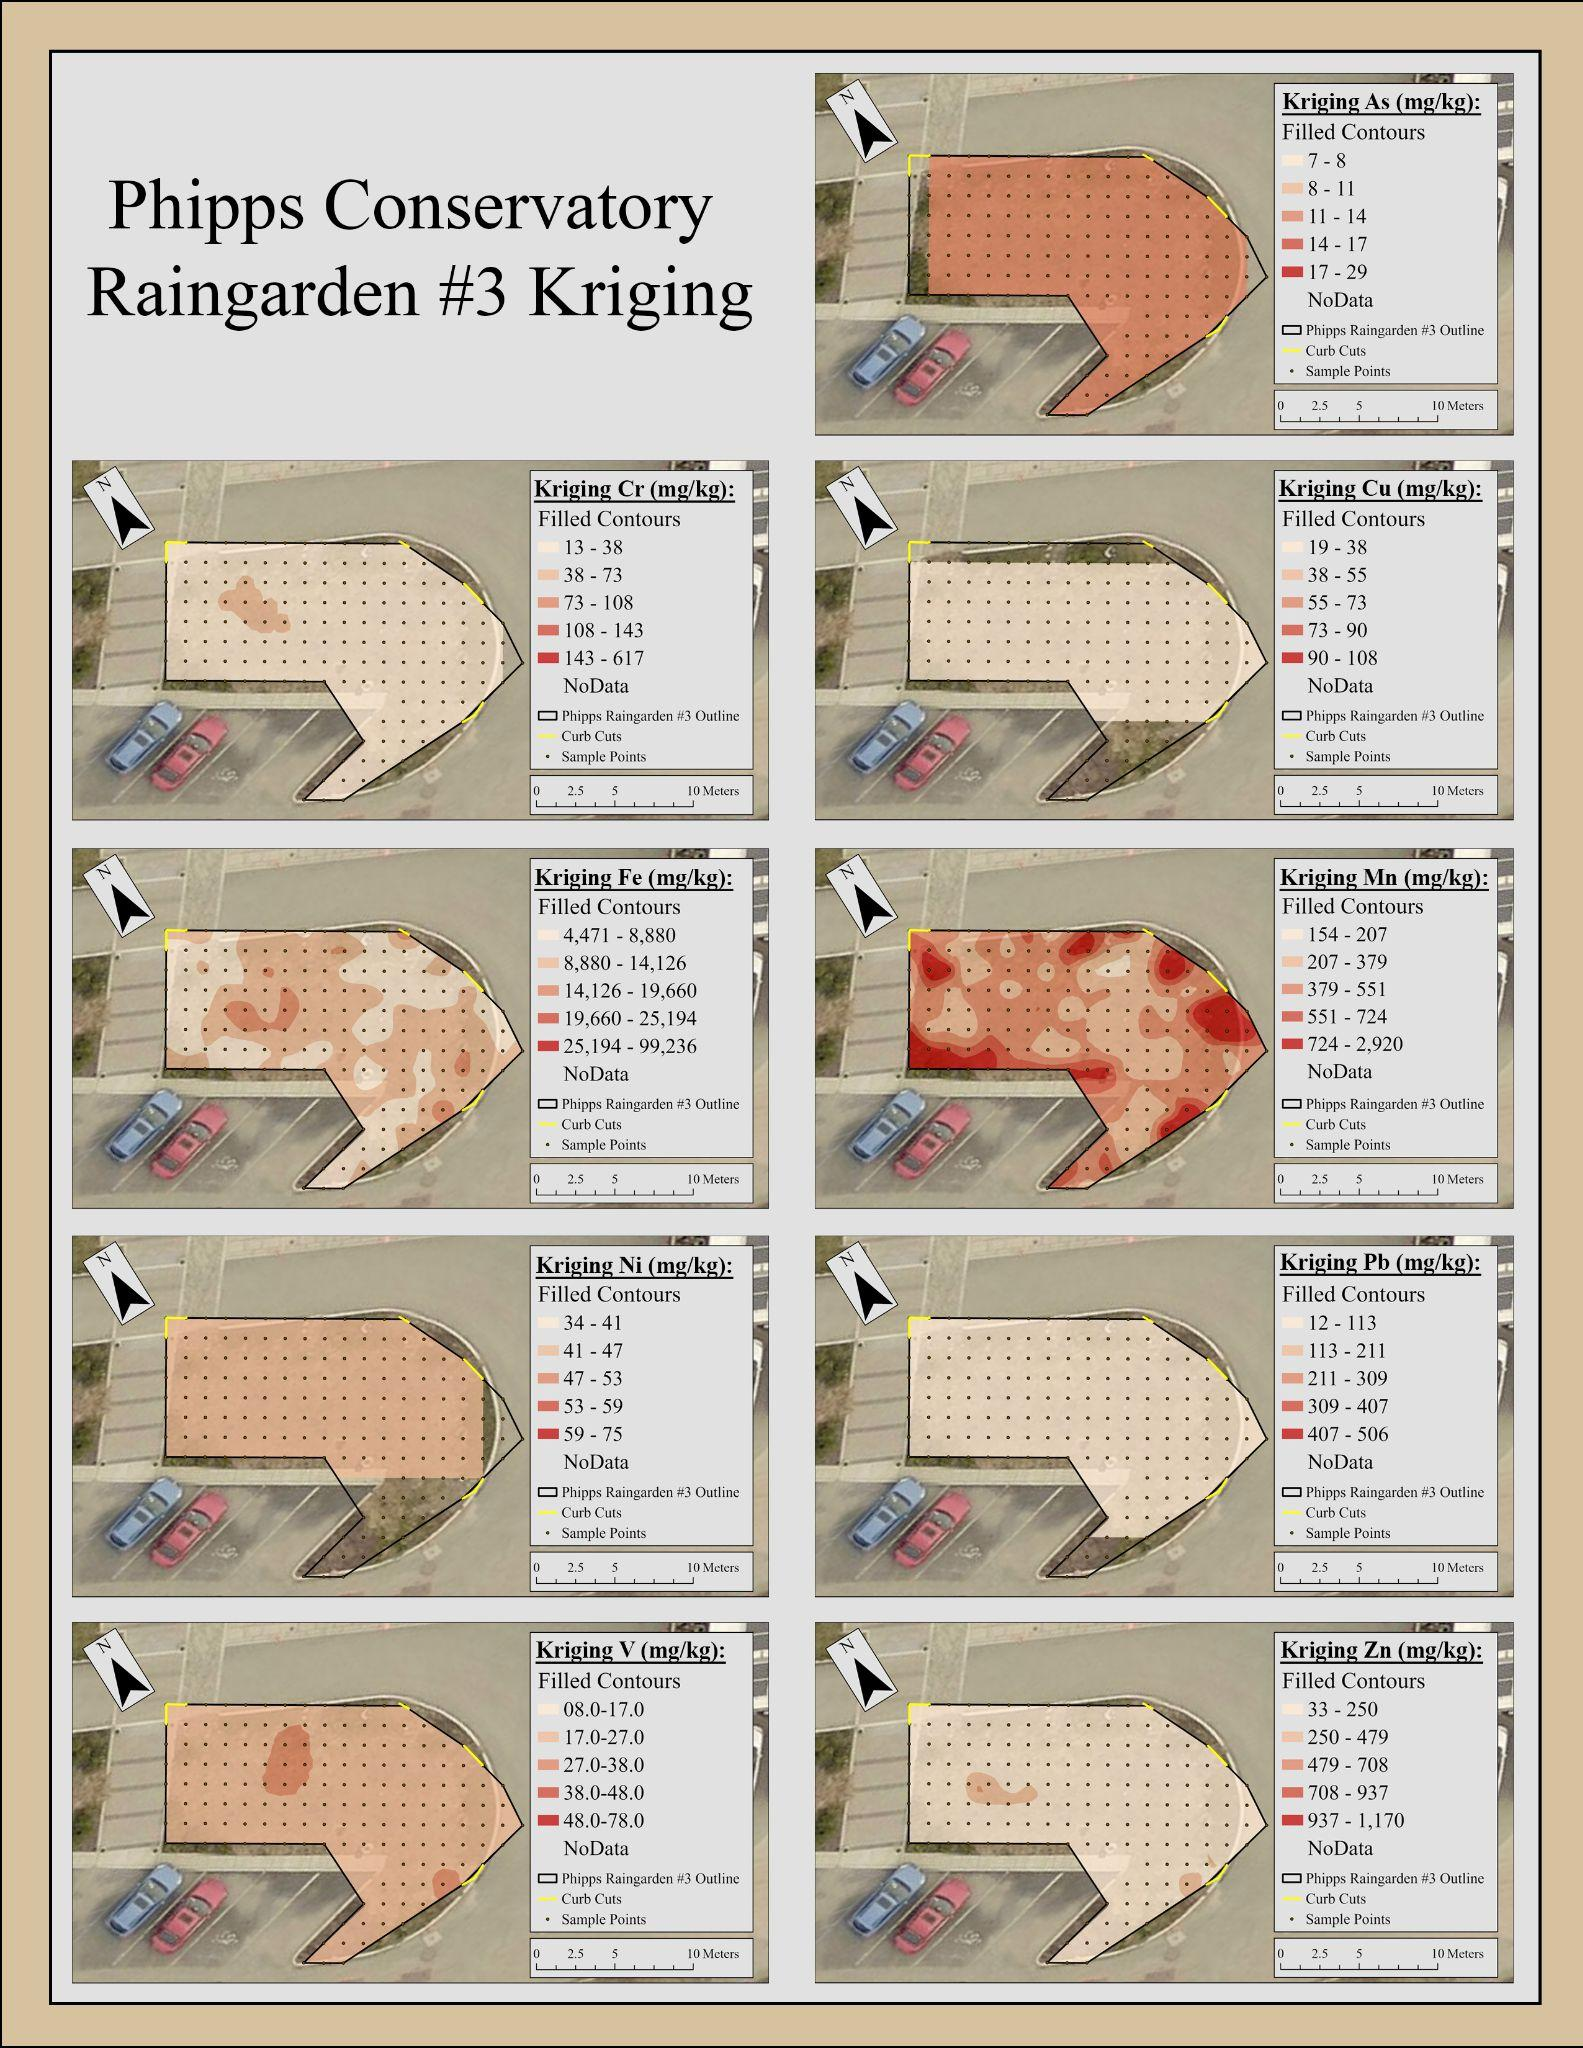 Phipps Conservatory
Raingarden #3 Kriging
N
Kriging As (mg/kg):
Filled Contours
7 - 8
8 - 11
11 - 14
14 - 17
17 - 29
NoData
Phipps Raingarden #3 Outline
Curb Cuts
Sample Points
0 2.5 5 10 Meters
N
Kriging Cr (mg/kg):
Filled Contours
13 - 38
38 - 73
73 - 108
108 - 143
143 - 617
NoData
Phipps Raingarden #3 Outline
Curb Cuts
Sample Points
0 2.5 5 10 Meters
N
Kriging Cu (mg/kg):
Filled Contours
19 - 38
38 - 55
55 - 73
73 - 90
90 - 108
NoData
Phipps Raingarden #3 Outline
Curb Cuts
Sample Points
0 2.5 5 10 Meters
N
Kriging Fe (mg/kg):
Filled Contours
4,471 - 8,880
8,880 - 14,126
14,126 - 19,660
19,660 - 25,194
25,194 - 99,236
NoData
Phipps Raingarden #3 Outline
Curb Cuts
Sample Points
0 2.5 5 10 Meters
N
Kriging Mn (mg/kg):
Filled Contours
154 - 207
207 - 379
379 - 551
551 - 724
724 - 2,920
NoData
Phipps Raingarden #3 Outline
Curb Cuts
Sample Points
0 2.5 5 10 Meters
N
Kriging Ni (mg/kg):
Filled Contours
34 - 41
41 - 47
47 - 53
53 - 59
59 - 75
NoData
Phipps Raingarden #3 Outline
Curb Cuts
Sample Points
0 2.5 5 10 Meters
N
Kriging Pb (mg/kg):
Filled Contours
12 - 113
113 - 211
211 - 309
309 - 407
407 - 506
NoData
Phipps Raingarden #3 Outline
Curb Cuts
Sample Points
0 2.5 5 10 Meters
N
Kriging V (mg/kg):
Filled Contours
08.0-17.0
17.0-27.0
27.0-38.0
38.0-48.0
48.0-78.0
NoData
Phipps Raingarden #3 Outline
Curb Cuts
Sample Points
0 2.5 5 10 Meters
N
Kriging Zn (mg/kg):
Filled Contours
33 - 250
250 - 479
479 - 708
708 - 937
937 - 1,170
NoData
Phipps Raingarden #3 Outline
Curb Cuts
Sample Points
0 2.5 5 10 Meters